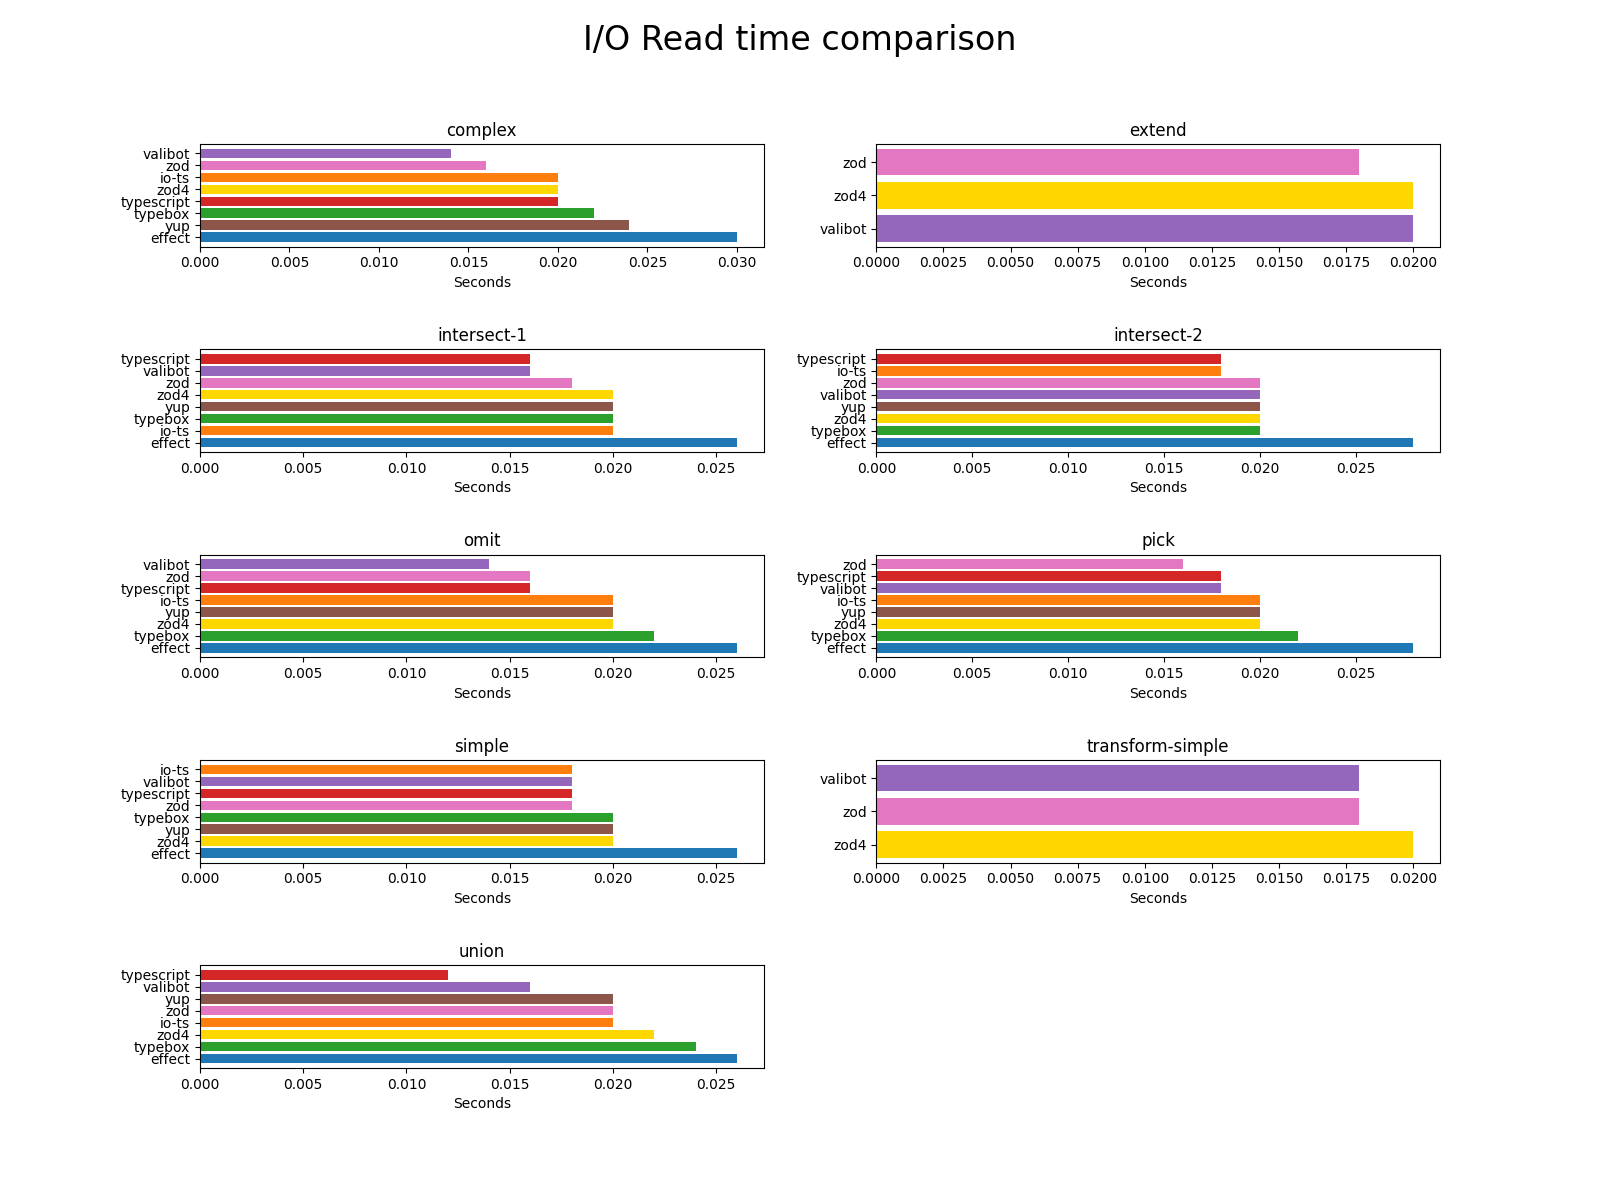 I/O Read time comparison
complex
valibot
zod
io-ts
zod4
typescript
typebox
yup
effect
0.000 0.005 0.010 0.015 0.020 0.025 0.030
Seconds
extend
zod
zod4
valibot
0.0000 0.0025 0.0050 0.0075 0.0100 0.0125 0.0150 0.0175 0.0200
Seconds
intersect-1
typescript
valibot
zod
zod4
yup
typebox
io-ts
effect
0.000 0.005 0.010 0.015 0.020 0.025
Seconds
intersect-2
typescript
io-ts
zod
valibot
yup
zod4
typebox
effect
0.000 0.005 0.010 0.015 0.020 0.025
Seconds
omit
valibot
zod
typescript
io-ts
yup
zod4
typebox
effect
0.000 0.005 0.010 0.015 0.020 0.025
Seconds
pick
zod
typescript
valibot
io-ts
yup
zod4
typebox
effect
0.000 0.005 0.010 0.015 0.020 0.025
Seconds
simple
io-ts
valibot
typescript
zod
typebox
yup
zod4
effect
0.000 0.005 0.010 0.015 0.020 0.025
Seconds
transform-simple
valibot
zod
zod4
0.0000 0.0025 0.0050 0.0075 0.0100 0.0125 0.0150 0.0175 0.0200
Seconds
union
typescript
valibot
yup
zod
io-ts
zod4
typebox
effect
0.000 0.005 0.010 0.015 0.020 0.025
Seconds